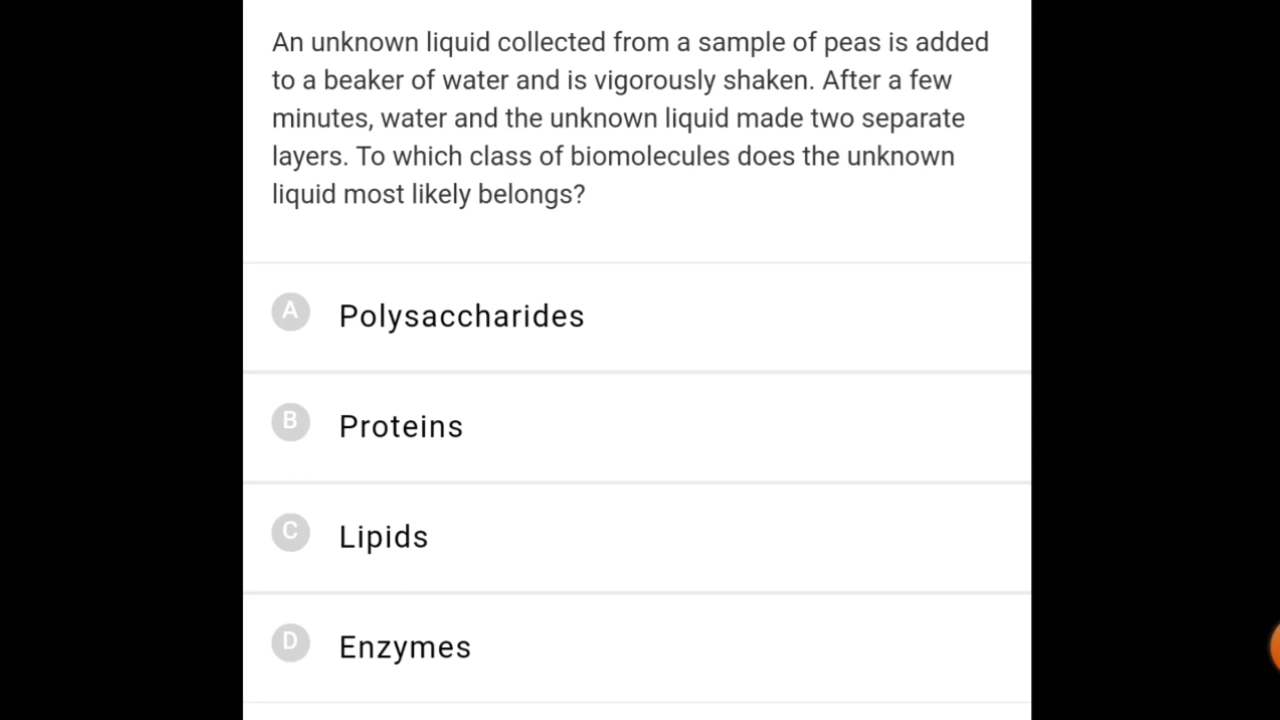 An unknown liquid collected from a sample of peas is added
to a beaker of water and is vigorously shaken. After a few
minutes, water and the unknown liquid made two separate
layers. To which class of biomolecules does the unknown
liquid most likely belongs?
A Polysaccharides
B Proteins
C Lipids
D Enzymes